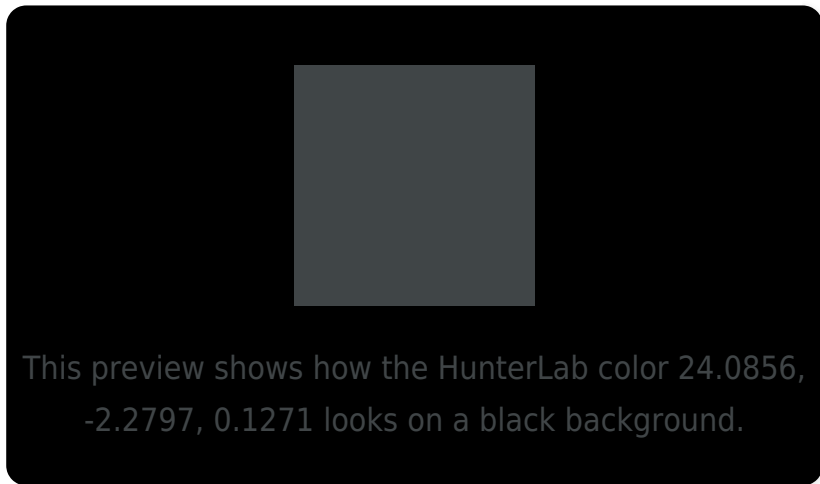 This preview shows how the HunterLab color 24.0856,
-2.2797, 0.1271 looks on a black background.